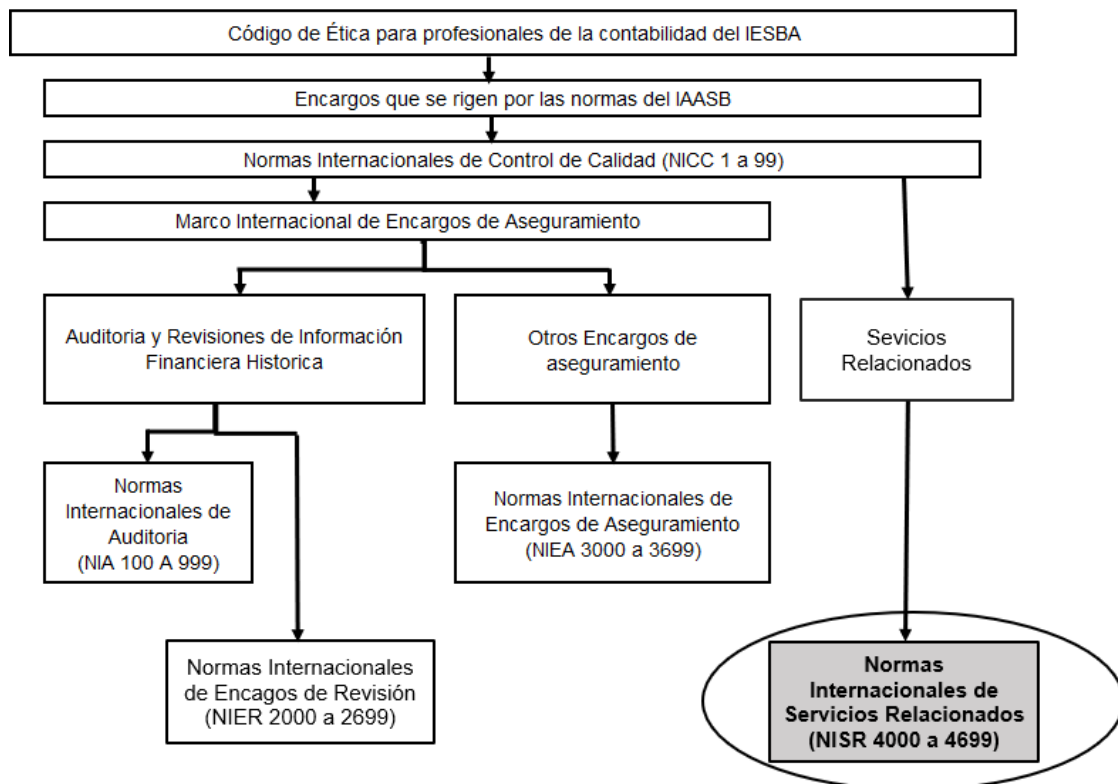 Código de Ética para profesionales de la contabilidad del IESBA
Encargos que se rigen por las normas del IAASB
Normas Internacionales de Control de Calidad (NICC 1 a 99)
Marco Internacional de Encargos de Aseguramiento
Auditoria y Revisiones de Información
Financiera Historica
Otros Encargos de
aseguramiento
Sevicios
Relacionados
Normas
Internacionales de
Auditoria
(NIA 100 A 999)
Normas Internacionales de
Encargos de Aseguramiento
(NIEA 3000 a 3699)
Normas Internacionales
de Encagos de Revisión
(NIER 2000 a 2699)
Normas
Internacionales de
Servicios Relacionados
(NISR 4000 a 4699)